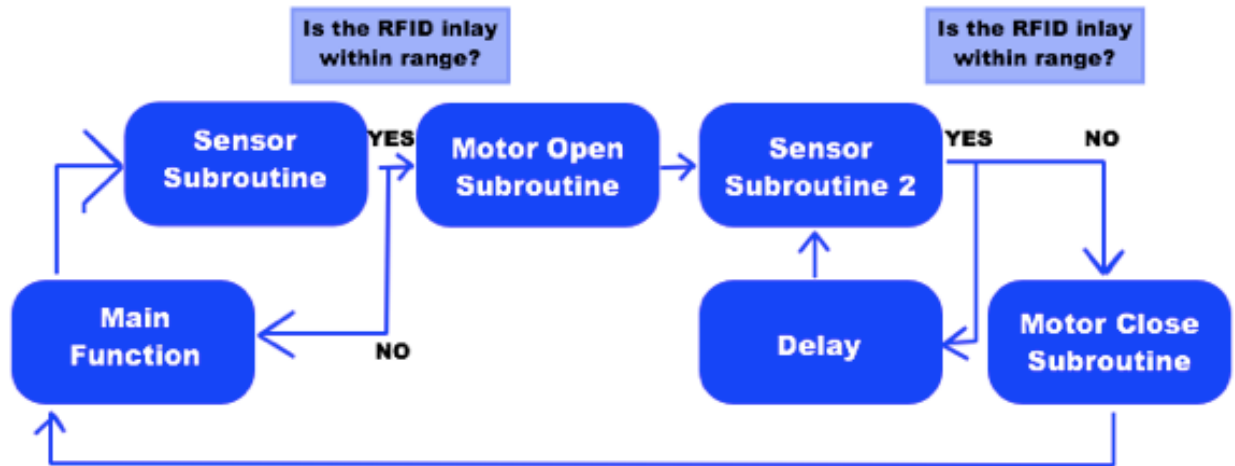 Is the RFID inlay
within range?
Is the RFID inlay
within range?
Sensor
Subroutine
YES
Motor Open
Subroutine
Sensor
Subroutine 2
YES
NO
Main
Function
NO
Delay
Motor Close
Subroutine